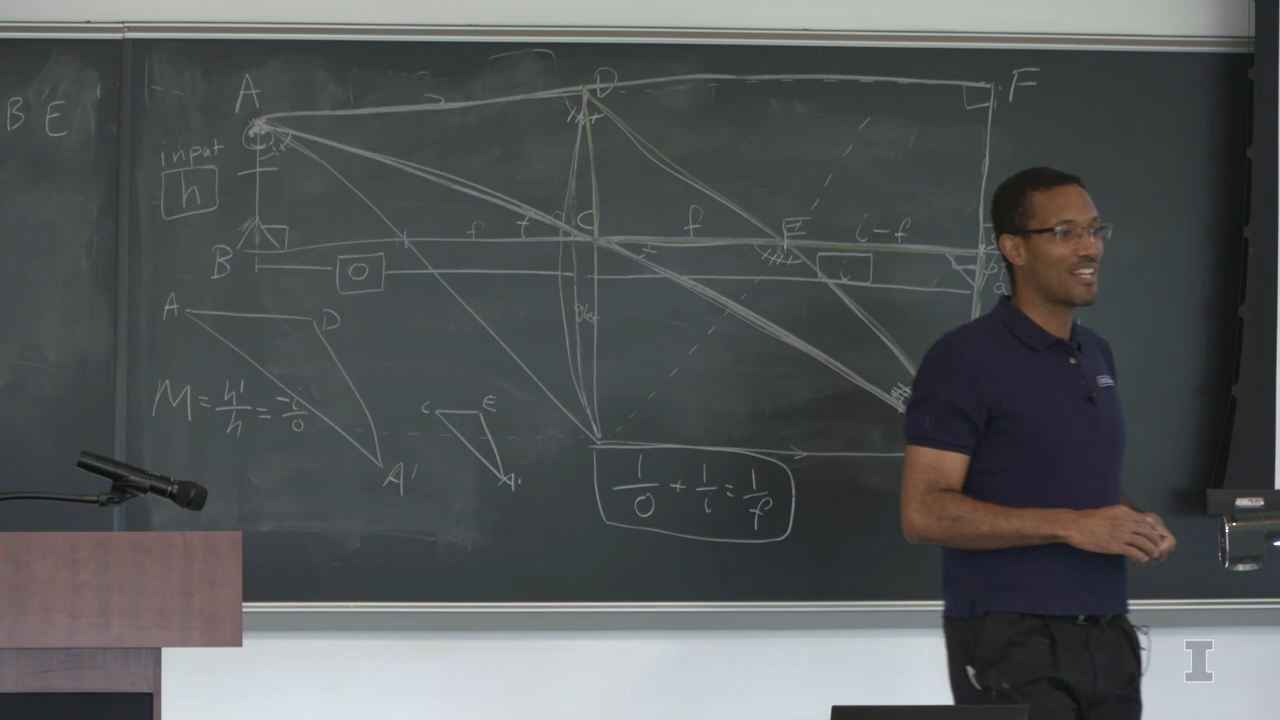 B E
A
D
F
input
h
f
f
C
f
E
i-f
B
o
i
A
D
M = h'/h = -i/o
C E
A'
A'
1/o + 1/i = 1/f
I